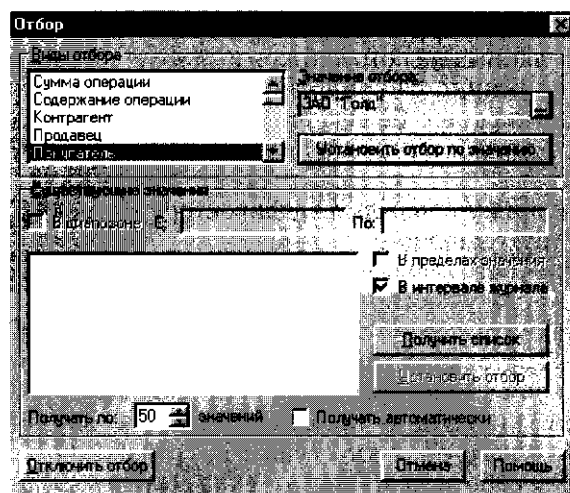 Отбор
Виды отбора
Сумма операции
Содержание операции
Контрагент
Продавец
Покупатель
Значение отбора:
ЗАО "Голд"
...
Установить отбор по значению
Существующие значения
В диапазоне С:
По:
В пределах значения
В интервале журнала
Получить список
Установить отбор
Получать по: 50 значений
Получать автоматически
Отключить отбор
Отмена
Помощь